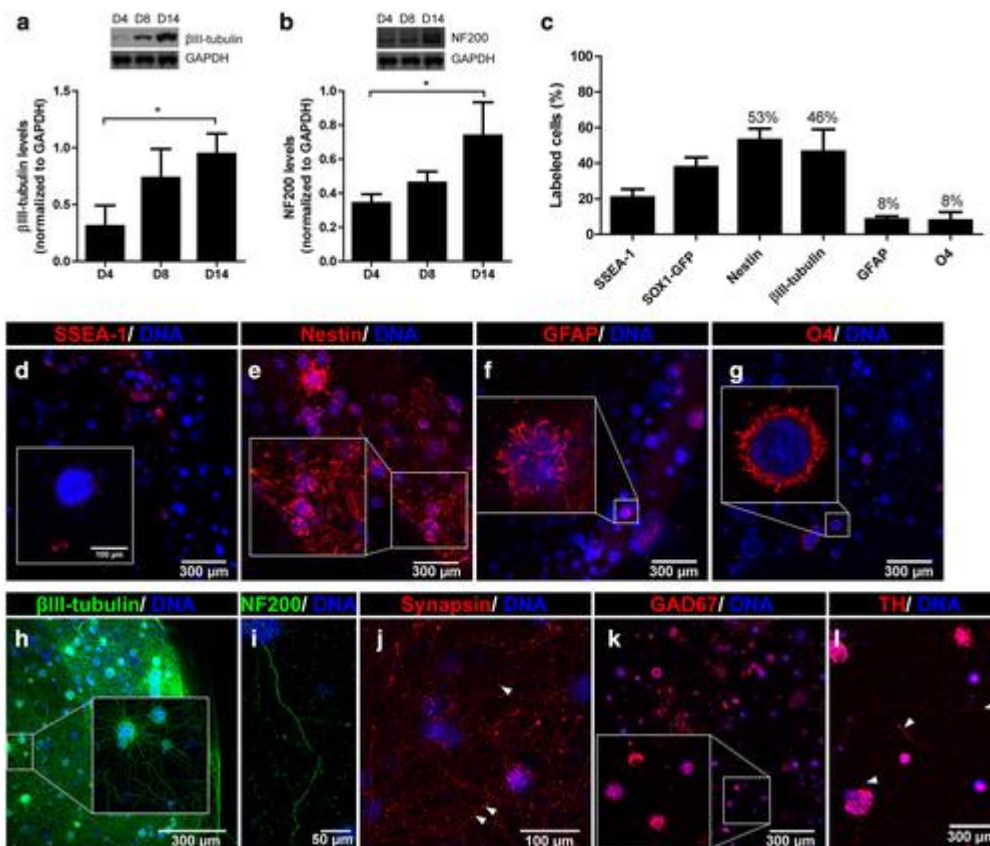 a
D4 D8 D14
βIII-tubulin
GAPDH
βIII-tubulin levels
(normalized to GAPDH)
1.5
1.0
0.5
0.0
*
D4 D8 D14
b
D4 D8 D14
NF200
GAPDH
NF200 levels
(normalized to GAPDH)
1.0
0.8
0.6
0.4
0.2
0.0
*
D4 D8 D14
c
Labeled cells (%)
100
80
60
40
20
0
53%
46%
8%
8%
SSEA-1
SOX1-GFP
Nestin
βIII-tubulin
GFAP
O4
SSEA-1/ DNA
d
100 µm
300 µm
Nestin/ DNA
e
300 µm
GFAP/ DNA
f
300 µm
O4/ DNA
g
300 µm
βIII-tubulin/ DNA
h
300 µm
NF200/ DNA
i
50 µm
Synapsin/ DNA
j
100 µm
GAD67/ DNA
k
300 µm
TH/ DNA
l
100 µm